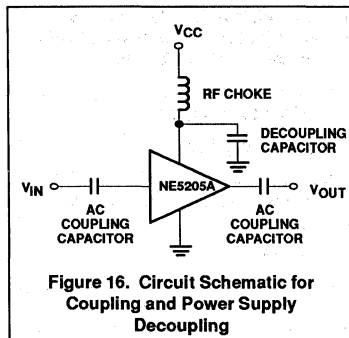 VCC
RF CHOKE
DECOUPLING
CAPACITOR
VIN
NE5205A
VOUT
AC
COUPLING
CAPACITOR
AC
COUPLING
CAPACITOR
Figure 16. Circuit Schematic for
Coupling and Power Supply
Decoupling